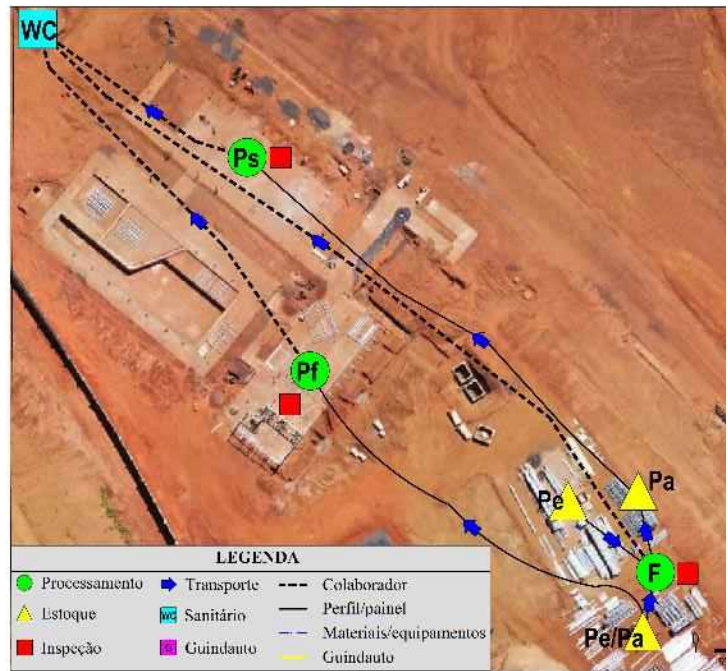 WC
Ps
Pf
Pe
Pa
F
Pe/Pa
LEGENDA
Processamento
Transporte
Colaborador
Perfil/painel
Estoque
WC
Sanitário
Materiais/equipamentos
Inspeção
G
Guindauto
Guindauto